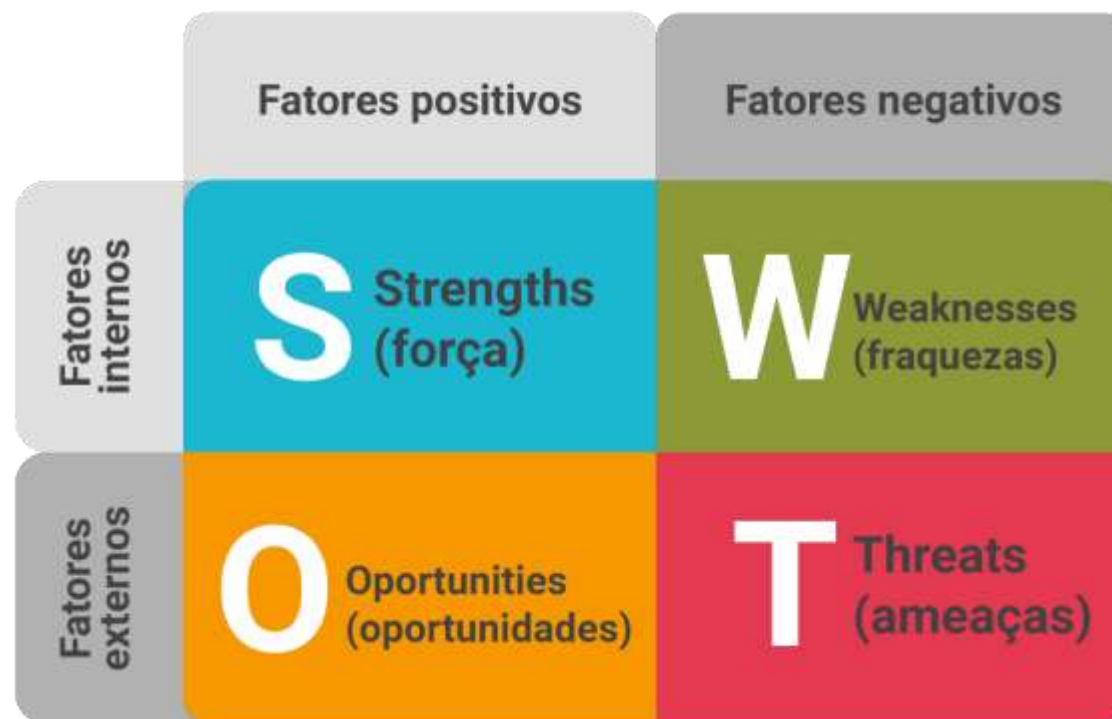 Fatores positivos
Fatores negativos
Fatores
internos
S
Strengths
(força)
W
Weaknesses
(fraquezas)
Fatores
externos
O
Oportunities
(oportunidades)
T
Threats
(ameaças)